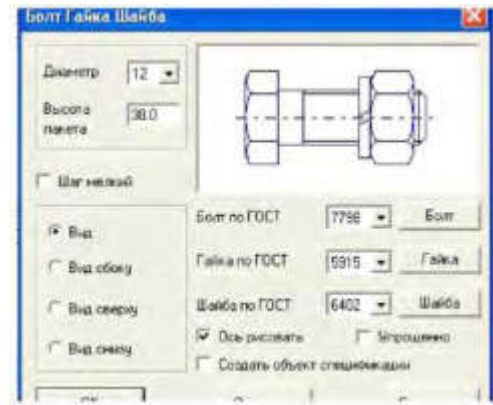 Болт Гайка Шайба
Диаметр 12
Высота пакета 38.0
Шаг мелкий
Вид
Вид сбоку
Вид сверху
Вид снизу
Болт по ГОСТ 7798 Болт
Гайка по ГОСТ 5915 Гайка
Шайба по ГОСТ 6402 Шайба
Ось рисовать Упрощенно
Создать объект спецификации